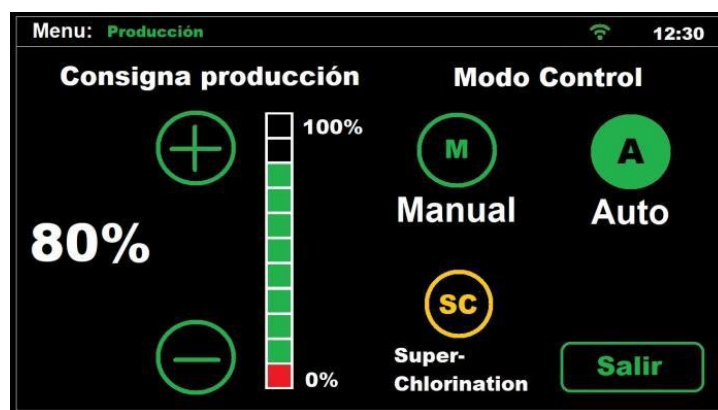 Menu: Producción 12:30
Consigna producción
Modo Control
100%
M
A
Manual
Auto
80%
SC
Super-
Chlorination
0%
Salir